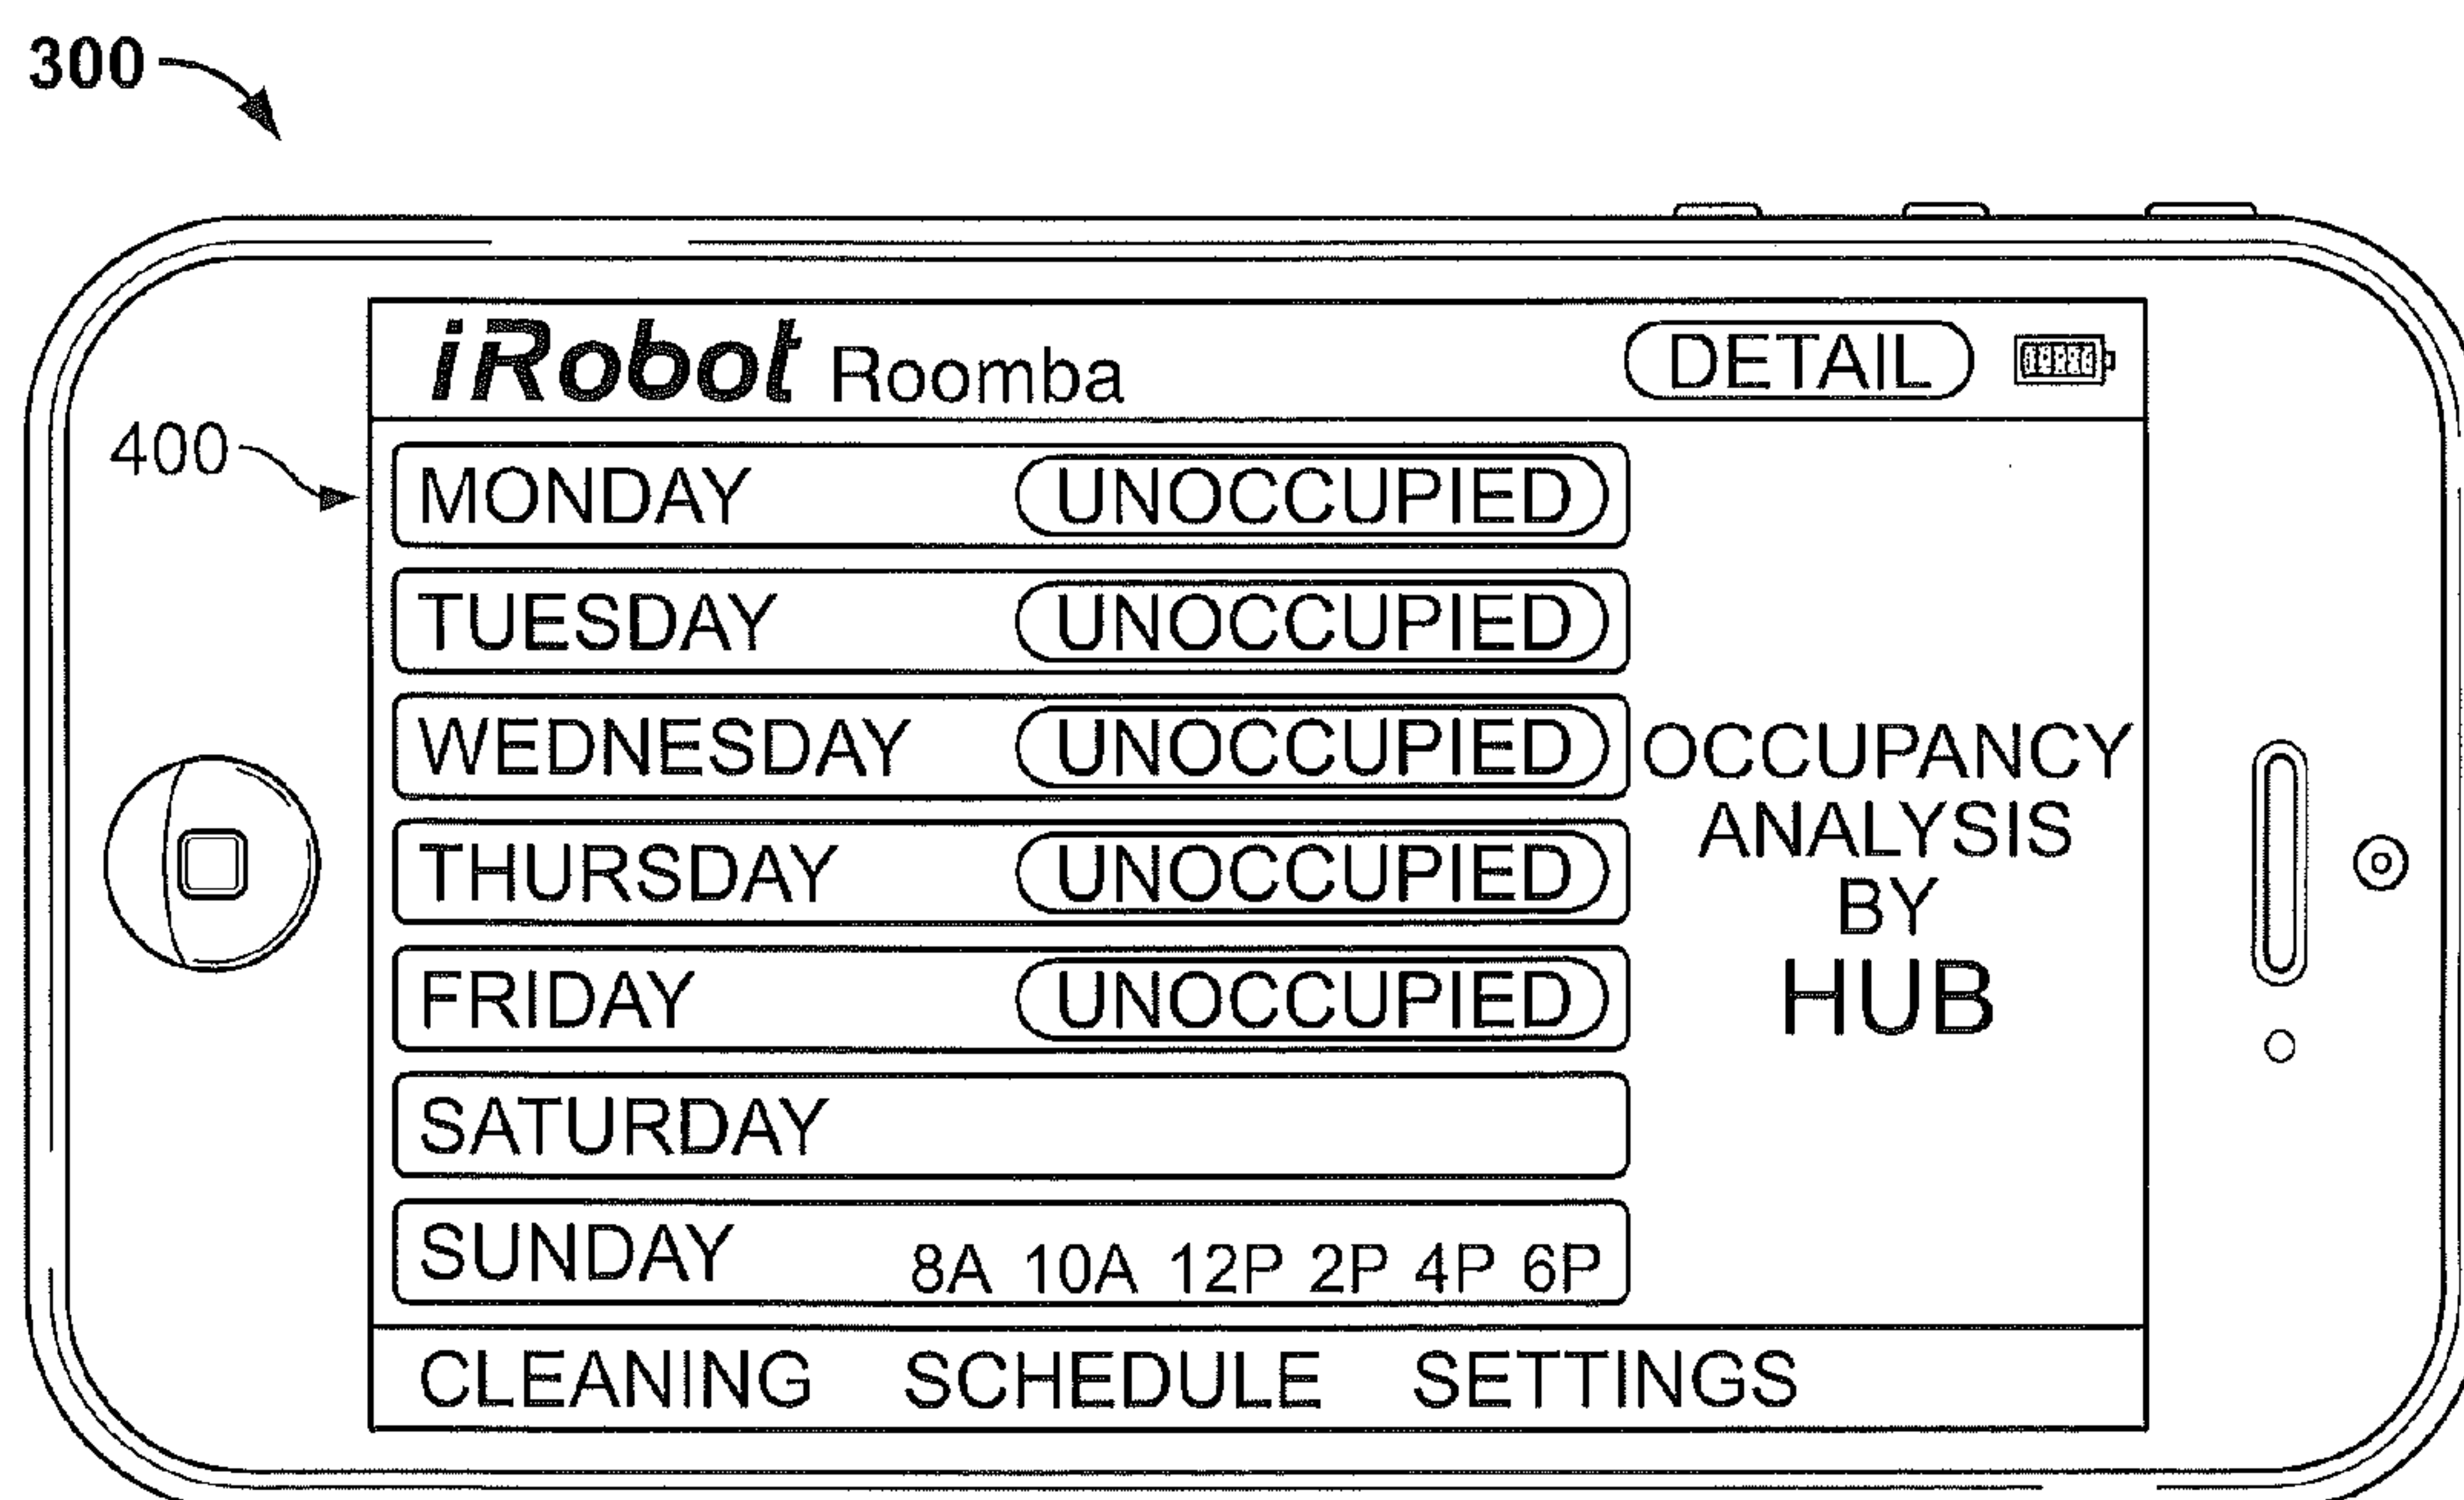 300
iRobot Roomba DETAIL
400
MONDAY UNOCCUPIED
TUESDAY UNOCCUPIED
WEDNESDAY UNOCCUPIED
THURSDAY UNOCCUPIED
FRIDAY UNOCCUPIED
SATURDAY
SUNDAY 8A 10A 12P 2P 4P 6P
OCCUPANCY
ANALYSIS
BY
HUB
CLEANING SCHEDULE SETTINGS